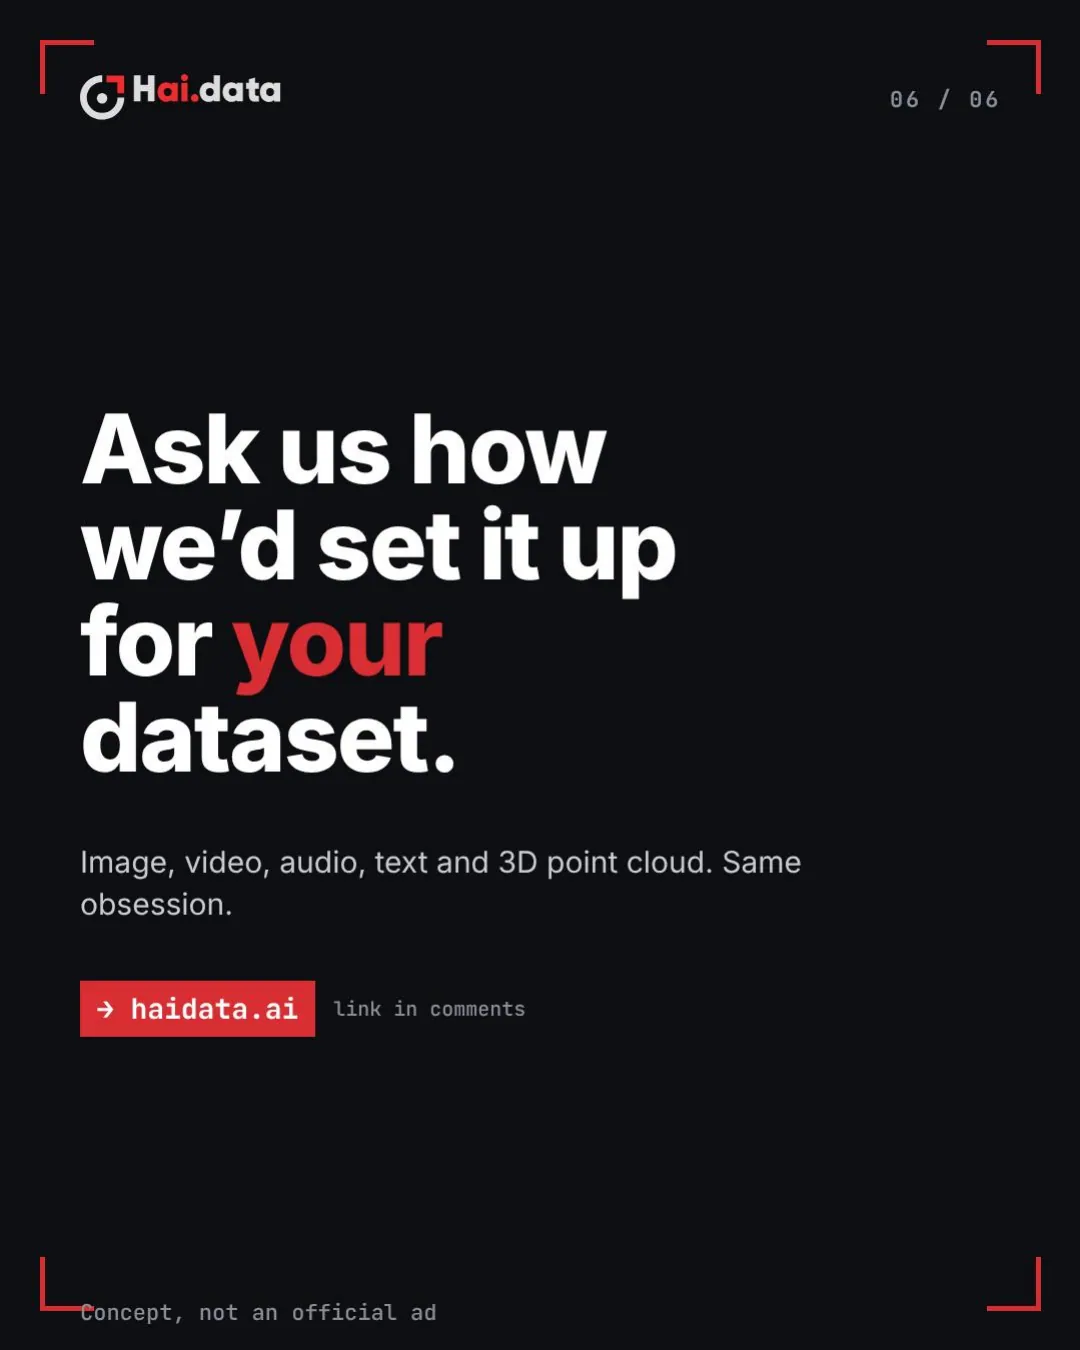 Hai.data
06 / 06
Ask us how
we’d set it up
for your
dataset.
Image, video, audio, text and 3D point cloud. Same
obsession.
→ haidata.ai
link in comments
Concept, not an official ad